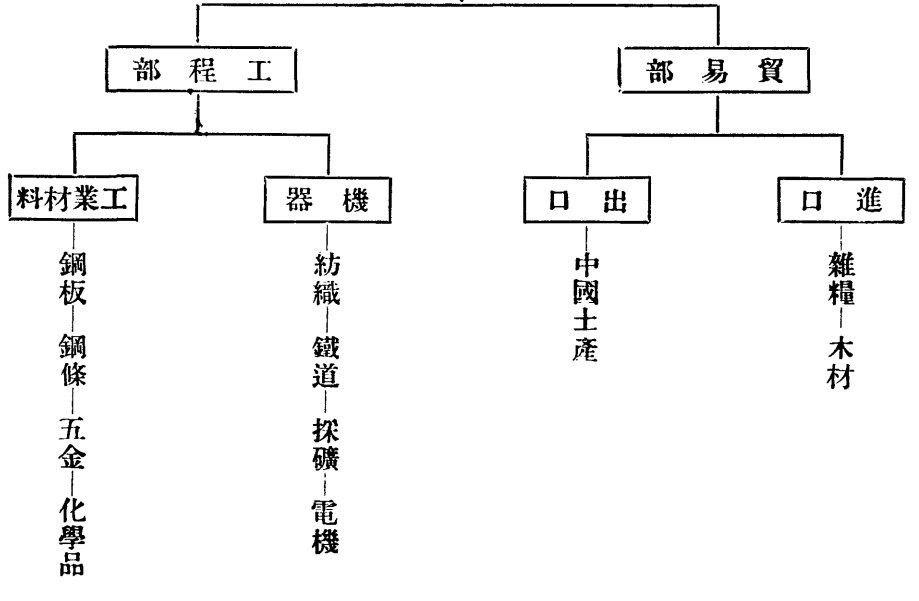 貿易部
工程部
進口
出口
機器
工業材料
雜糧—木材
中國土產
紡織—鐵道—採礦—電機
鋼板—鋼條—五金—化學品